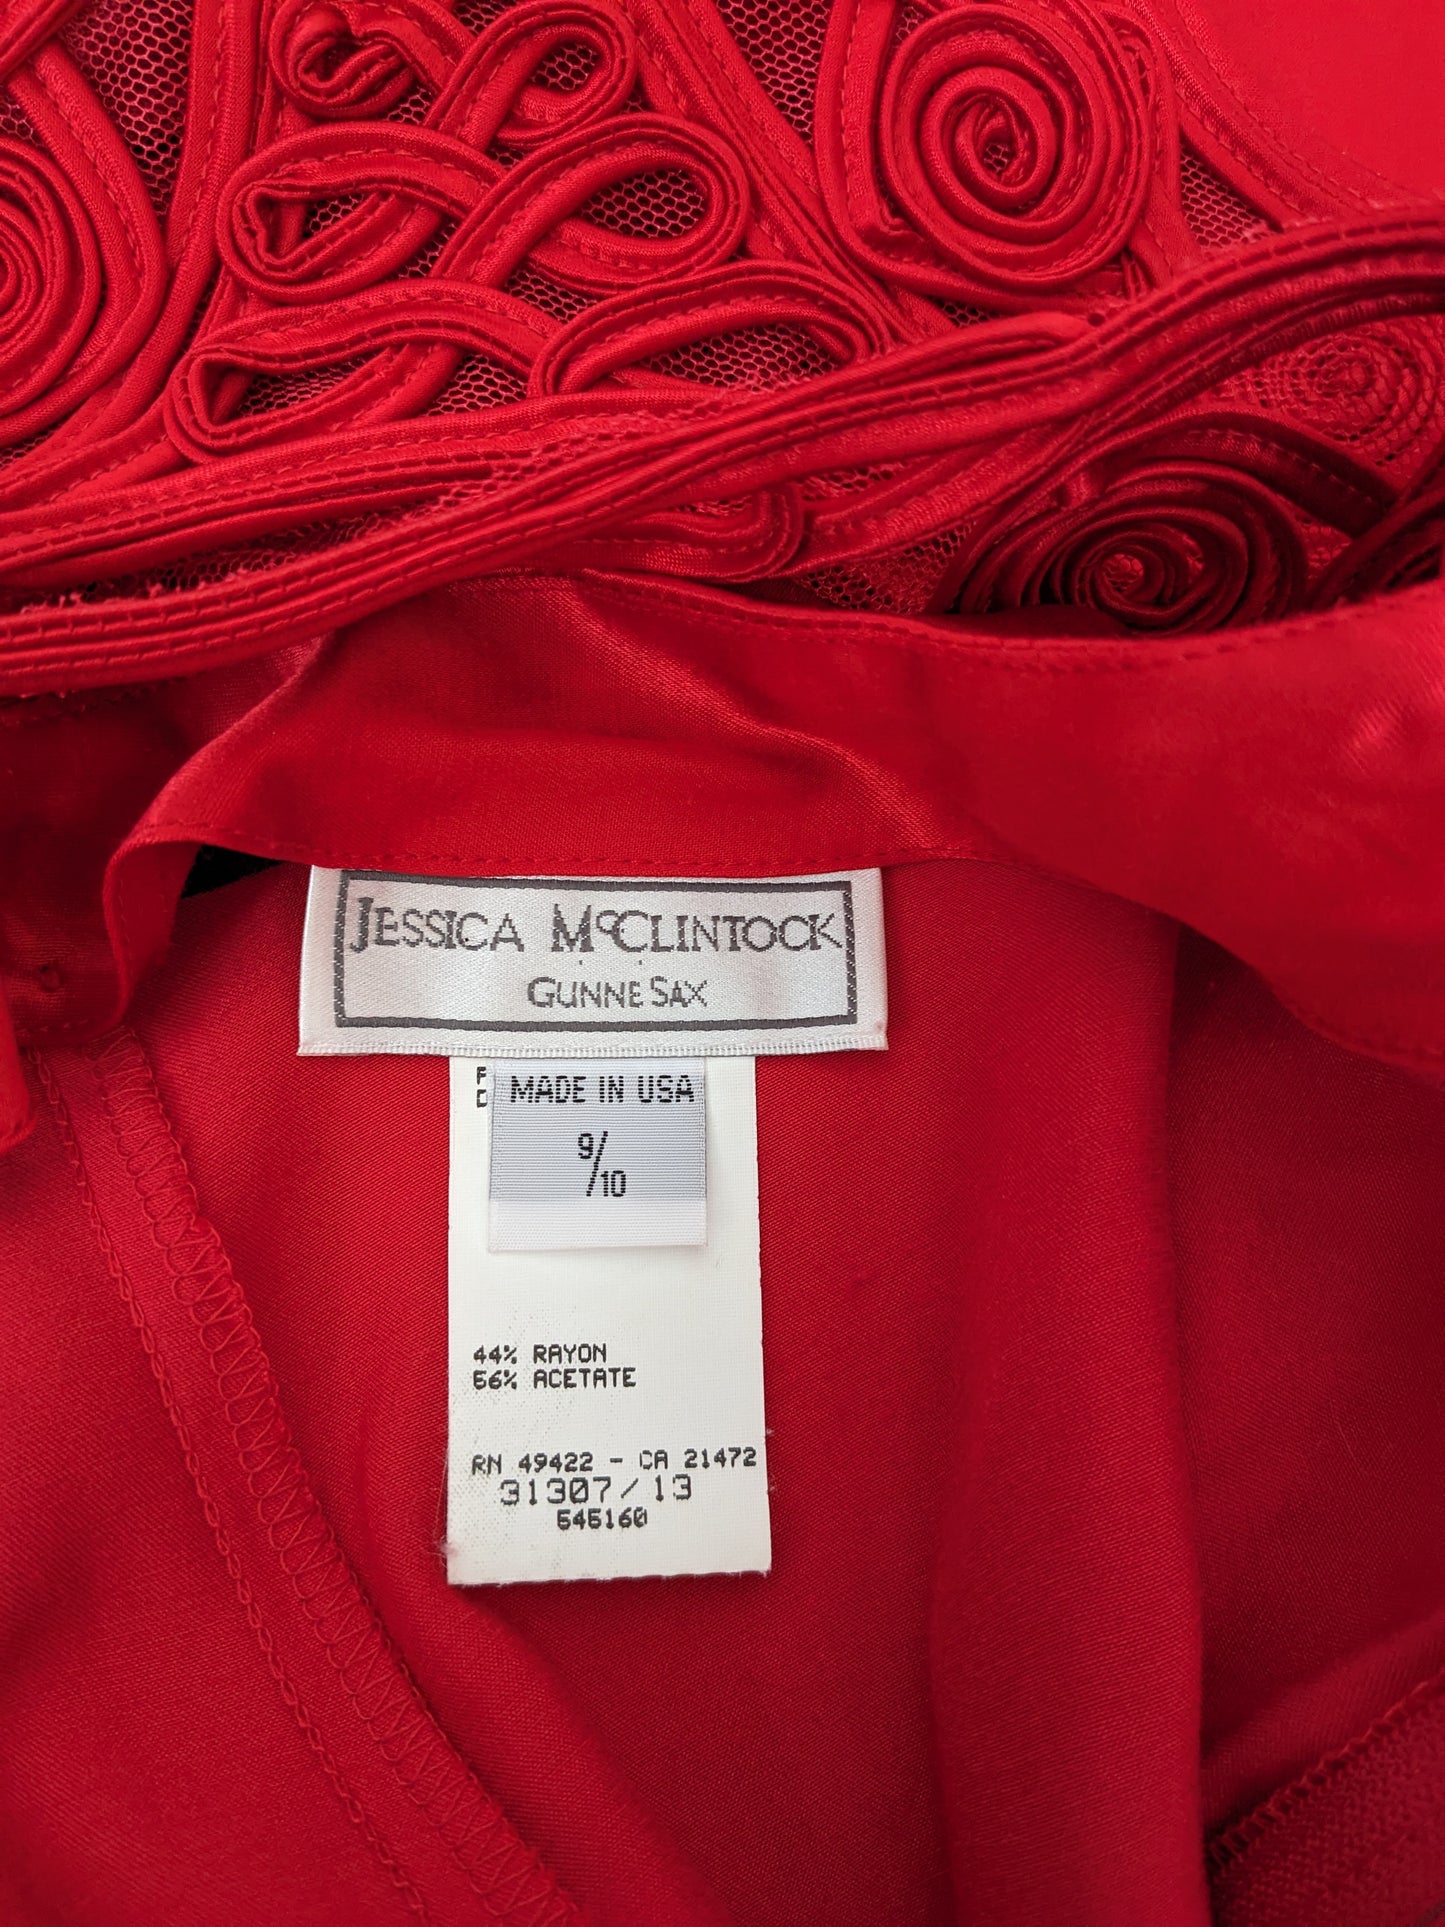 JESSICA McCLINTOCK
GUNNE SAX
MADE IN USA
9/10
44% RAYON
56% ACETATE
RN 49422 - CA 21472
31307/13
545160